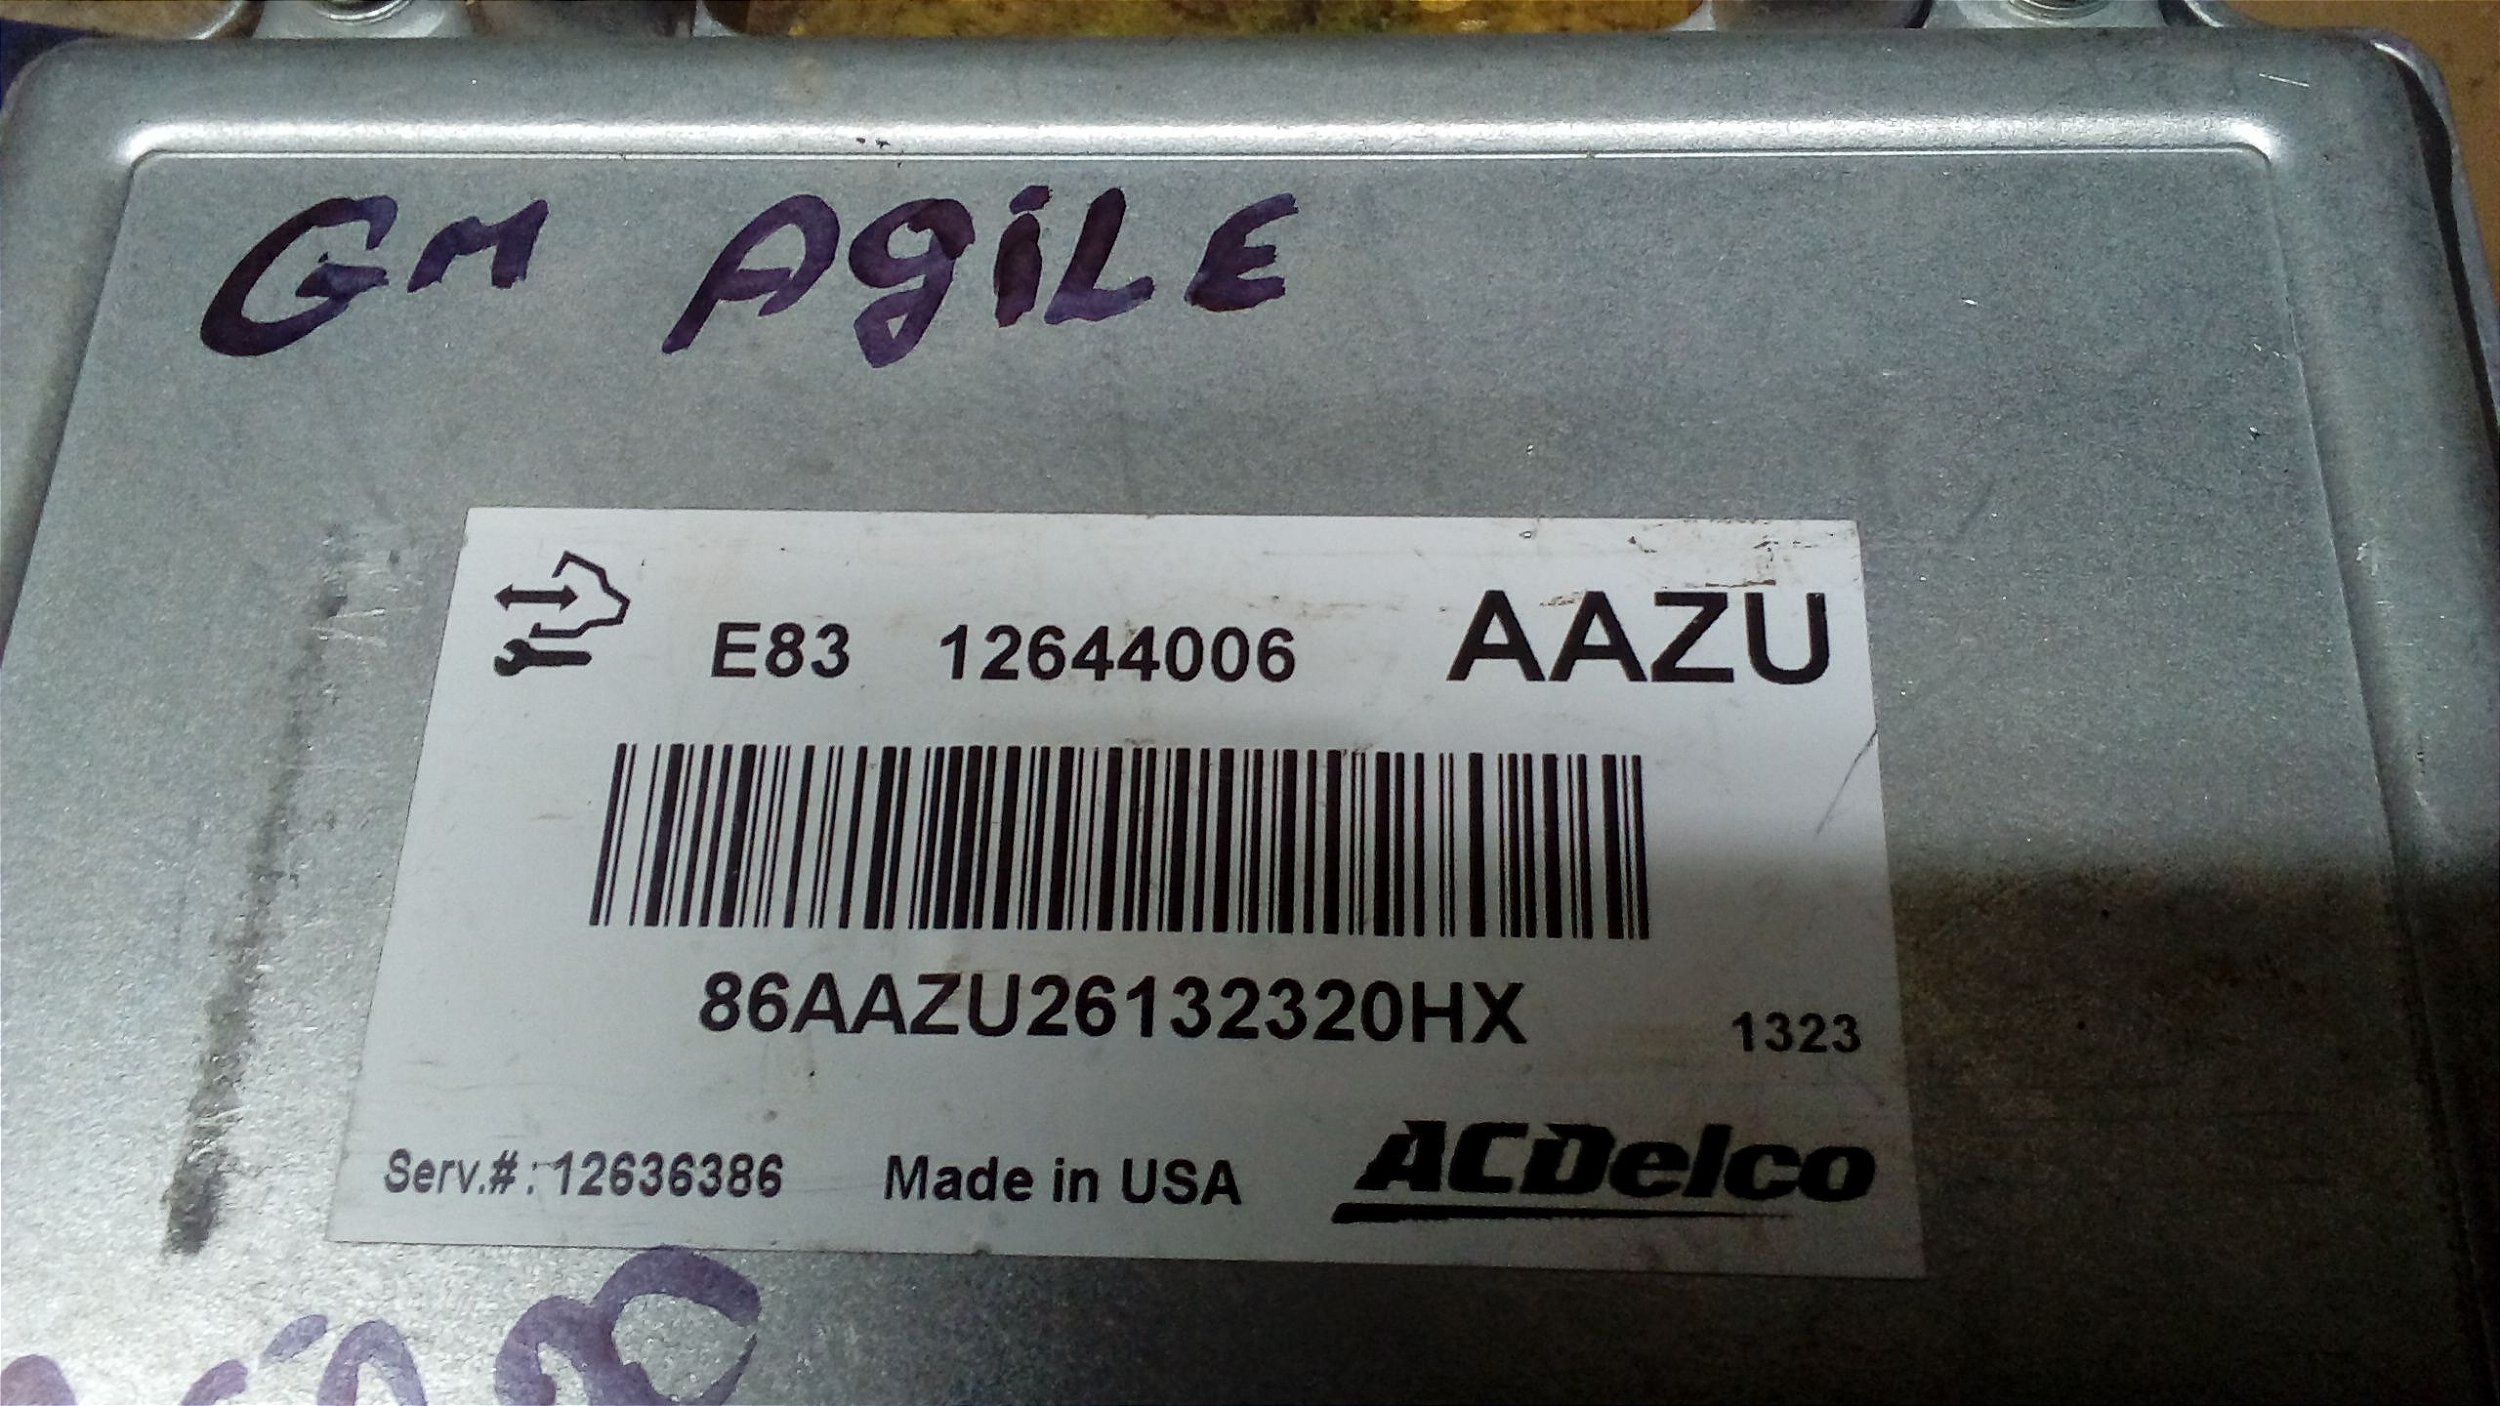 GM AgiLE
E83 12644006 AAZU
86AAZU26132320HX 1323
Serv.#: 12636386 Made in USA ACDelco